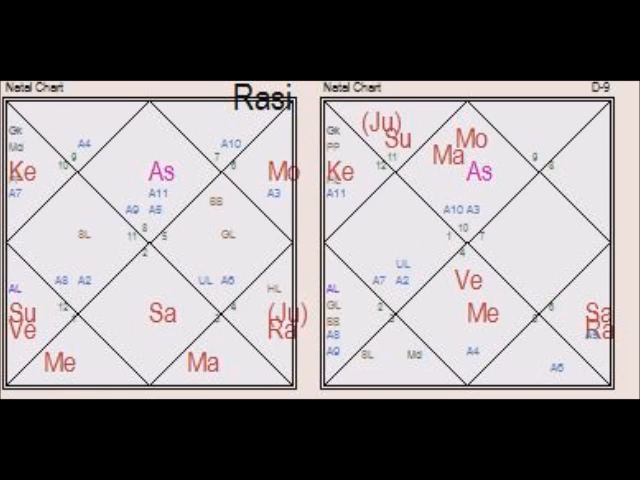 Natal Chart
Rasi
Gk
Md
A4
A10
9
7
Ke
10
6
As
Mo
A7
A11
A3
BS
A9
A5
8
BL
11
5
GL
2
AL
A8
A2
UL
A6
HL
Su
12
4
Sa
(Ju)
Ve
1
3
Ra
Me
Ma
Natal Chart
D-9
Gk
(Ju)
Su
Mo
PP
Ma
11
9
Ke
12
8
As
A11
A10
A3
10
1
7
4
UL
AL
A7
A2
Ve
GL
2
6
Sa
BS
3
5
Me
Ra
A8
A9
BL
Md
A4
A6